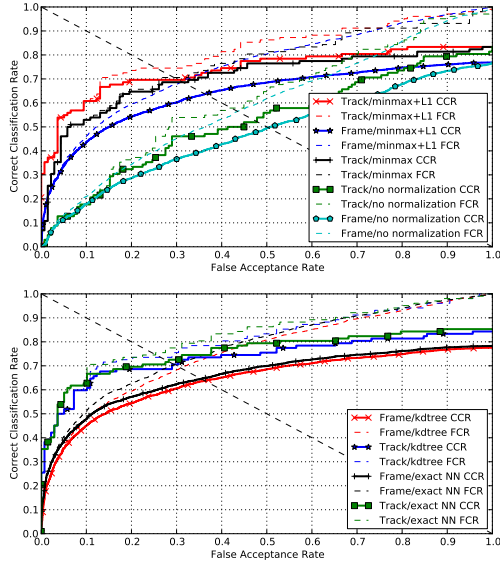 1.0
0.9
0.8
0.7
0.6
0.5
0.4
0.3
0.2
0.1
0.0
Correct Classification Rate
Track/minmax+L1 CCR
Track/minmax+L1 FCR
Frame/minmax+L1 CCR
Frame/minmax+L1 FCR
Track/minmax CCR
Track/minmax FCR
Track/no normalization CCR
Track/no normalization FCR
Frame/no normalization CCR
Frame/no normalization FCR
0.0 0.1 0.2 0.3 0.4 0.5 0.6 0.7 0.8 0.9 1.0
False Acceptance Rate
1.0
0.9
0.8
0.7
0.6
0.5
0.4
0.3
0.2
0.1
0.0
Correct Classification Rate
Frame/kdtree CCR
Frame/kdtree FCR
Track/kdtree CCR
Track/kdtree FCR
Frame/exact NN CCR
Frame/exact NN FCR
Track/exact NN CCR
Track/exact NN FCR
0.0 0.1 0.2 0.3 0.4 0.5 0.6 0.7 0.8 0.9 1.0
False Acceptance Rate